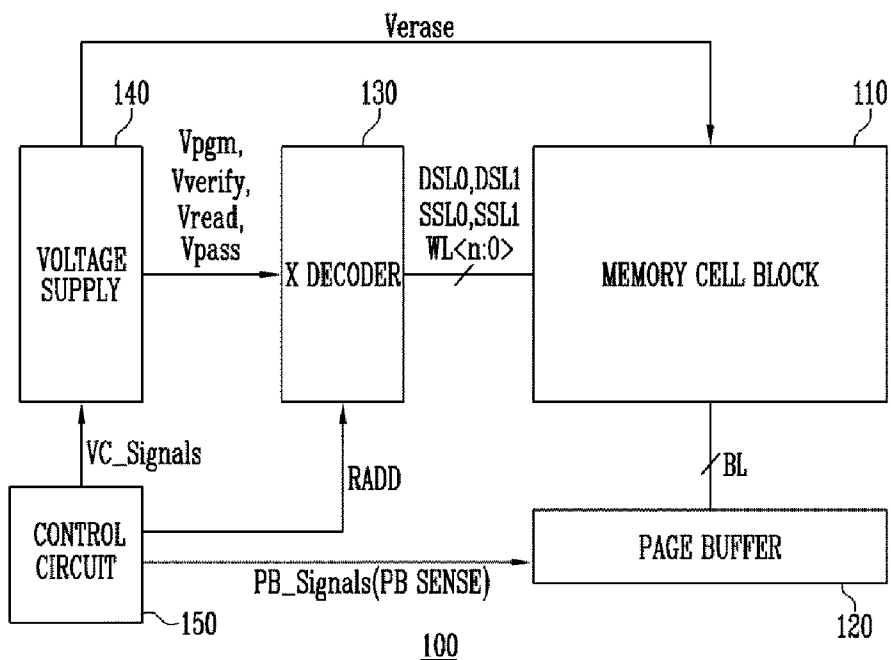 Verase
140
130
110
Vpgm,
Vverify,
Vread,
Vpass
DSL0,DSL1
SSL0,SSL1
WL<n:0>
VOLTAGE
SUPPLY
X DECODER
MEMORY CELL BLOCK
VC_Signals
RADD
BL
CONTROL
CIRCUIT
PAGE BUFFER
PB_Signals(PB SENSE)
150
120
100